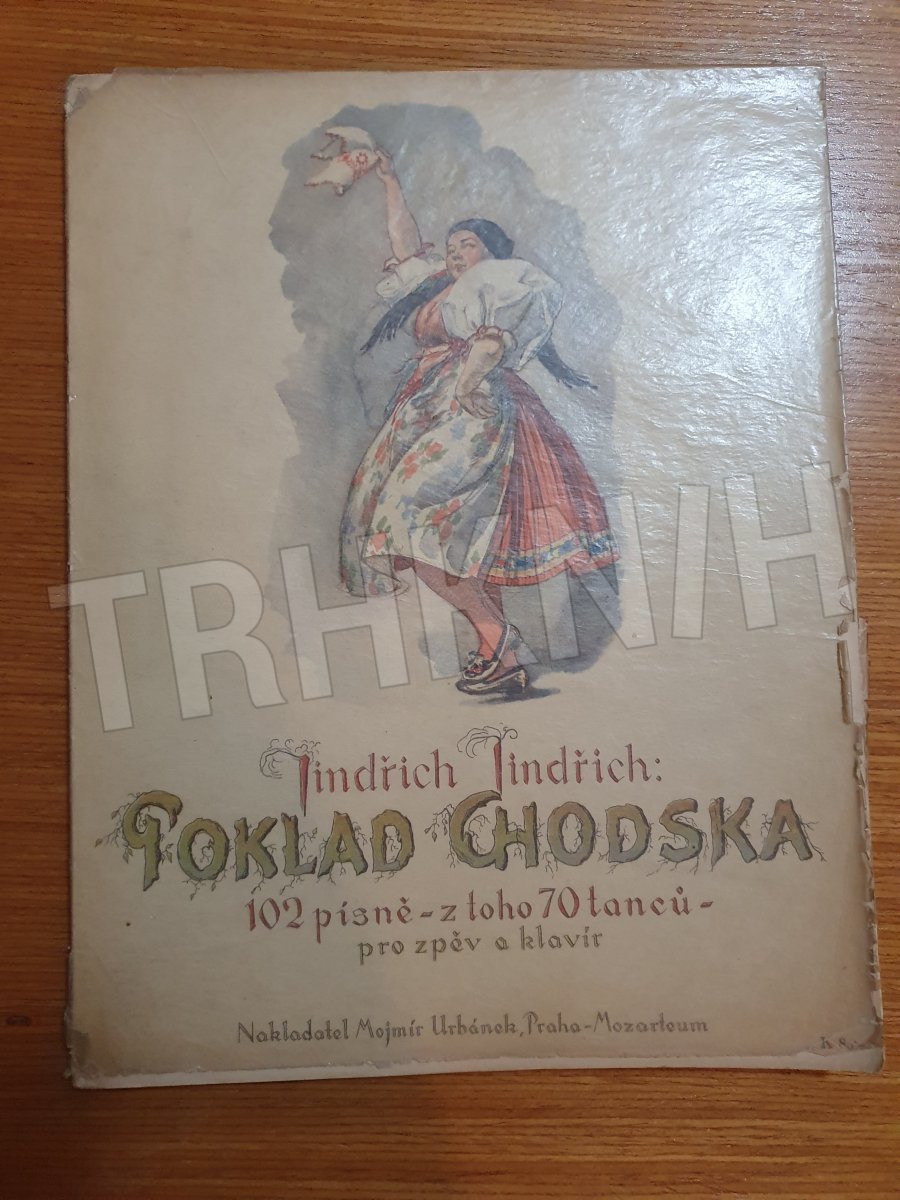 TRHKNIH
Jindřich Jindřich:
POKLAD CHODSKA
102 písně - z toho 70 tanců -
pro zpěv a klavír
Nakladatel Mojmír Urbánek, Praha-Mozarteum